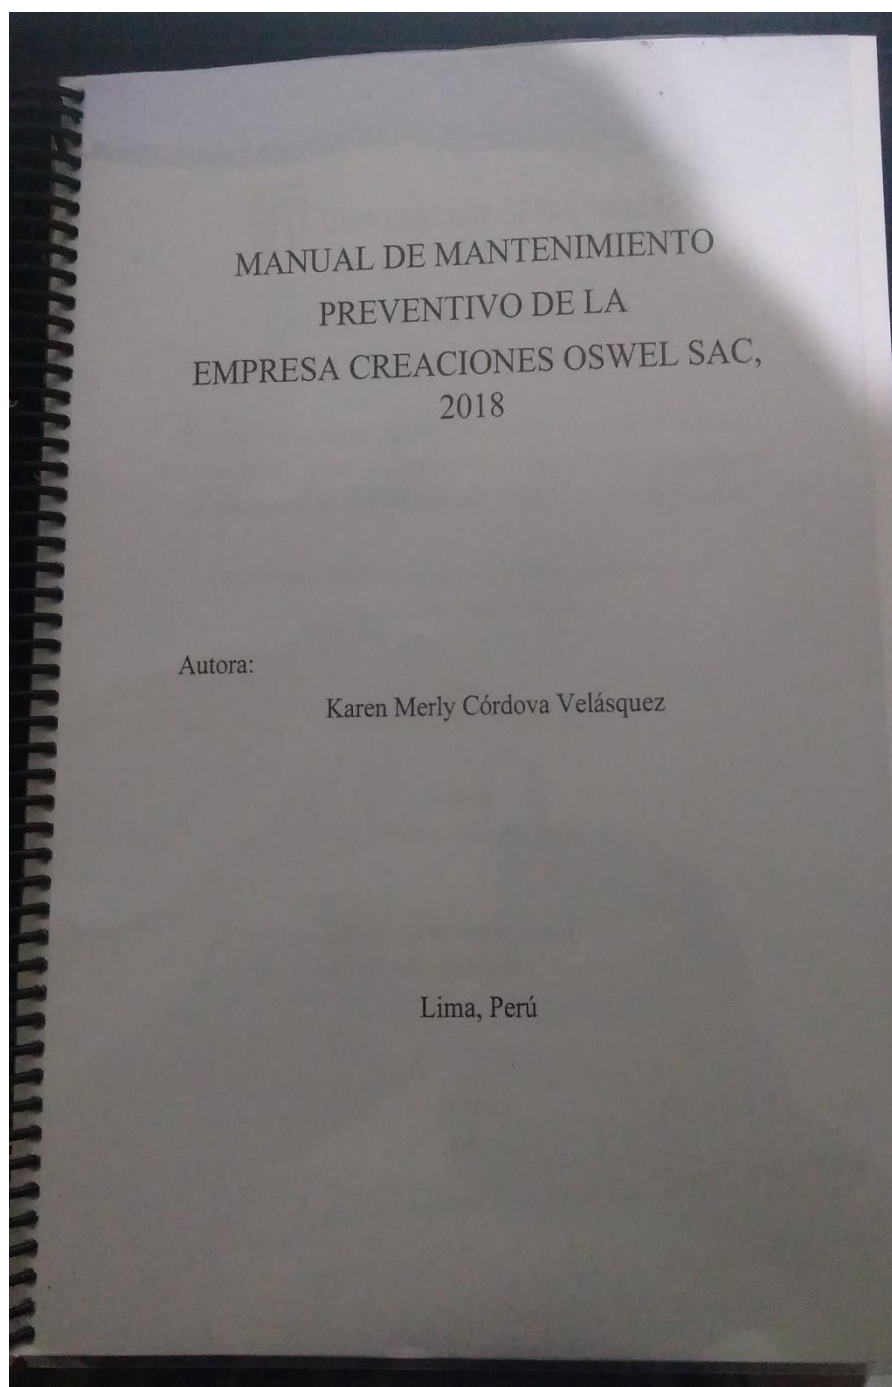 MANUAL DE MANTENIMIENTO
PREVENTIVO DE LA
EMPRESA CREACIONES OSWEL SAC,
2018
Autora:
Karen Merly Córdova Velásquez
Lima, Perú